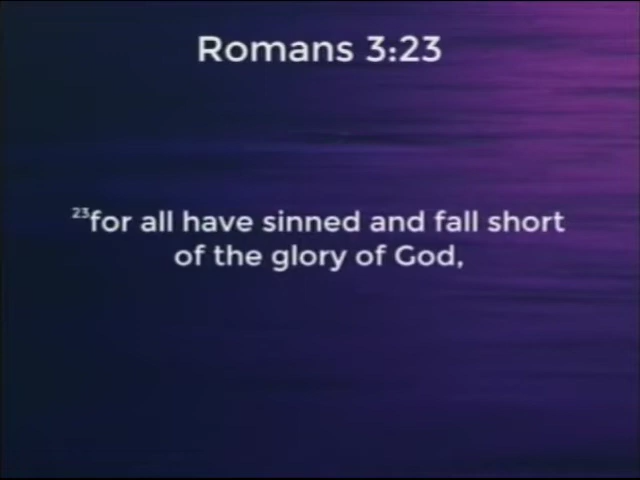 Romans 3:23
²³for all have sinned and fall short
of the glory of God,